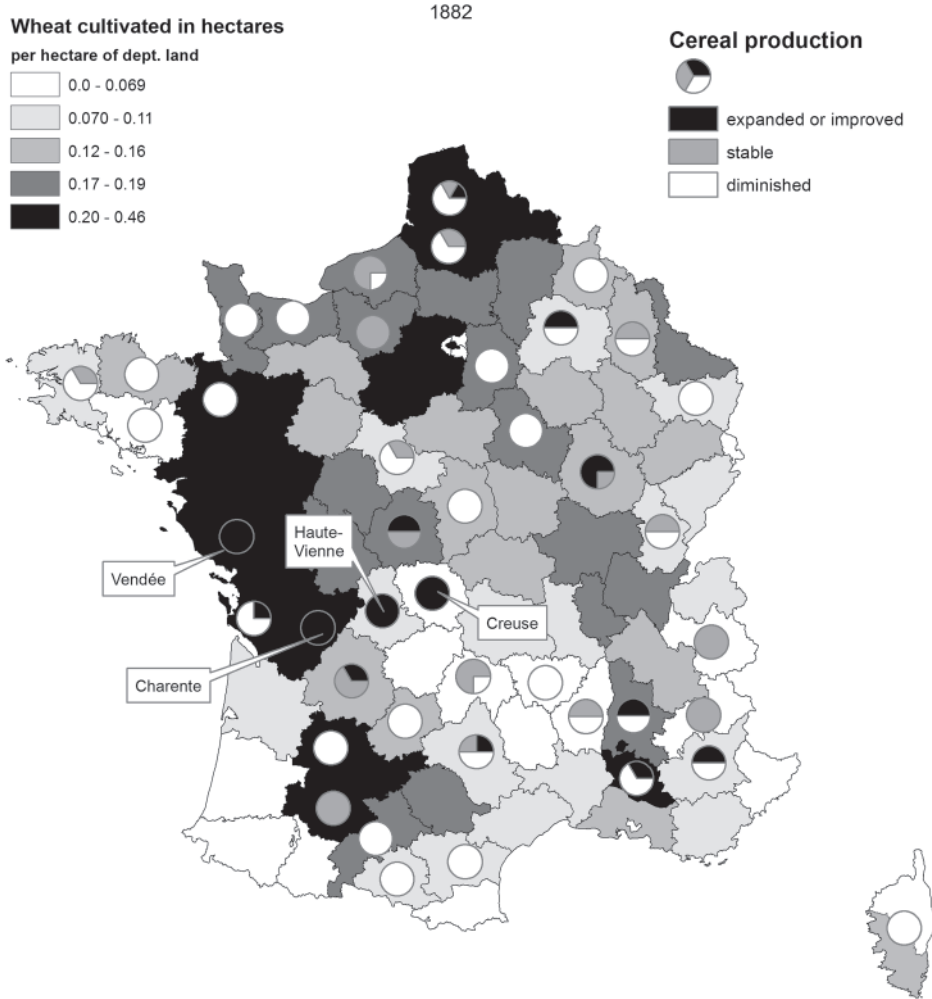 1882
Wheat cultivated in hectares
per hectare of dept. land
0.0 - 0.069
0.070 - 0.11
0.12 - 0.16
0.17 - 0.19
0.20 - 0.46
Cereal production
expanded or improved
stable
diminished
Haute-
Vienne
Vendée
Creuse
Charente